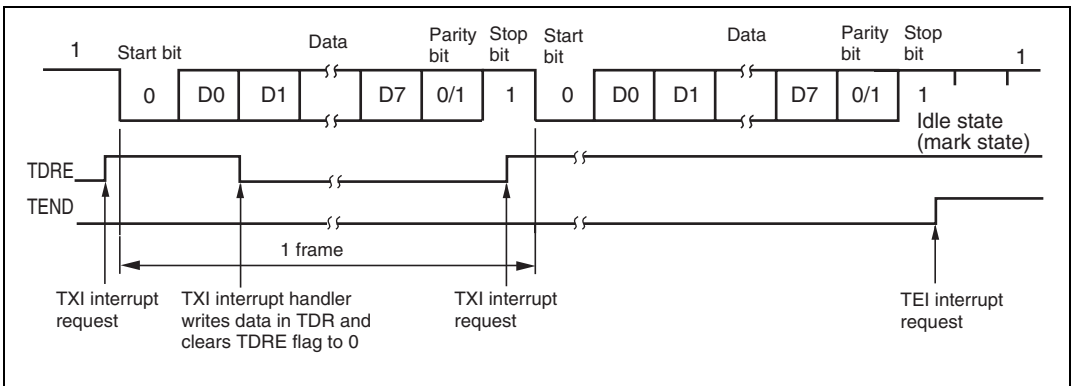 1 Start bit Data Parity bit Stop bit Start bit Data Parity bit Stop bit 1
0 D0 D1 D7 0/1 1 0 D0 D1 D7 0/1 1
Idle state
(mark state)
TDRE
TEND
1 frame
TXI interrupt
request
TXI interrupt handler
writes data in TDR and
clears TDRE flag to 0
TXI interrupt
request
TEI interrupt
request